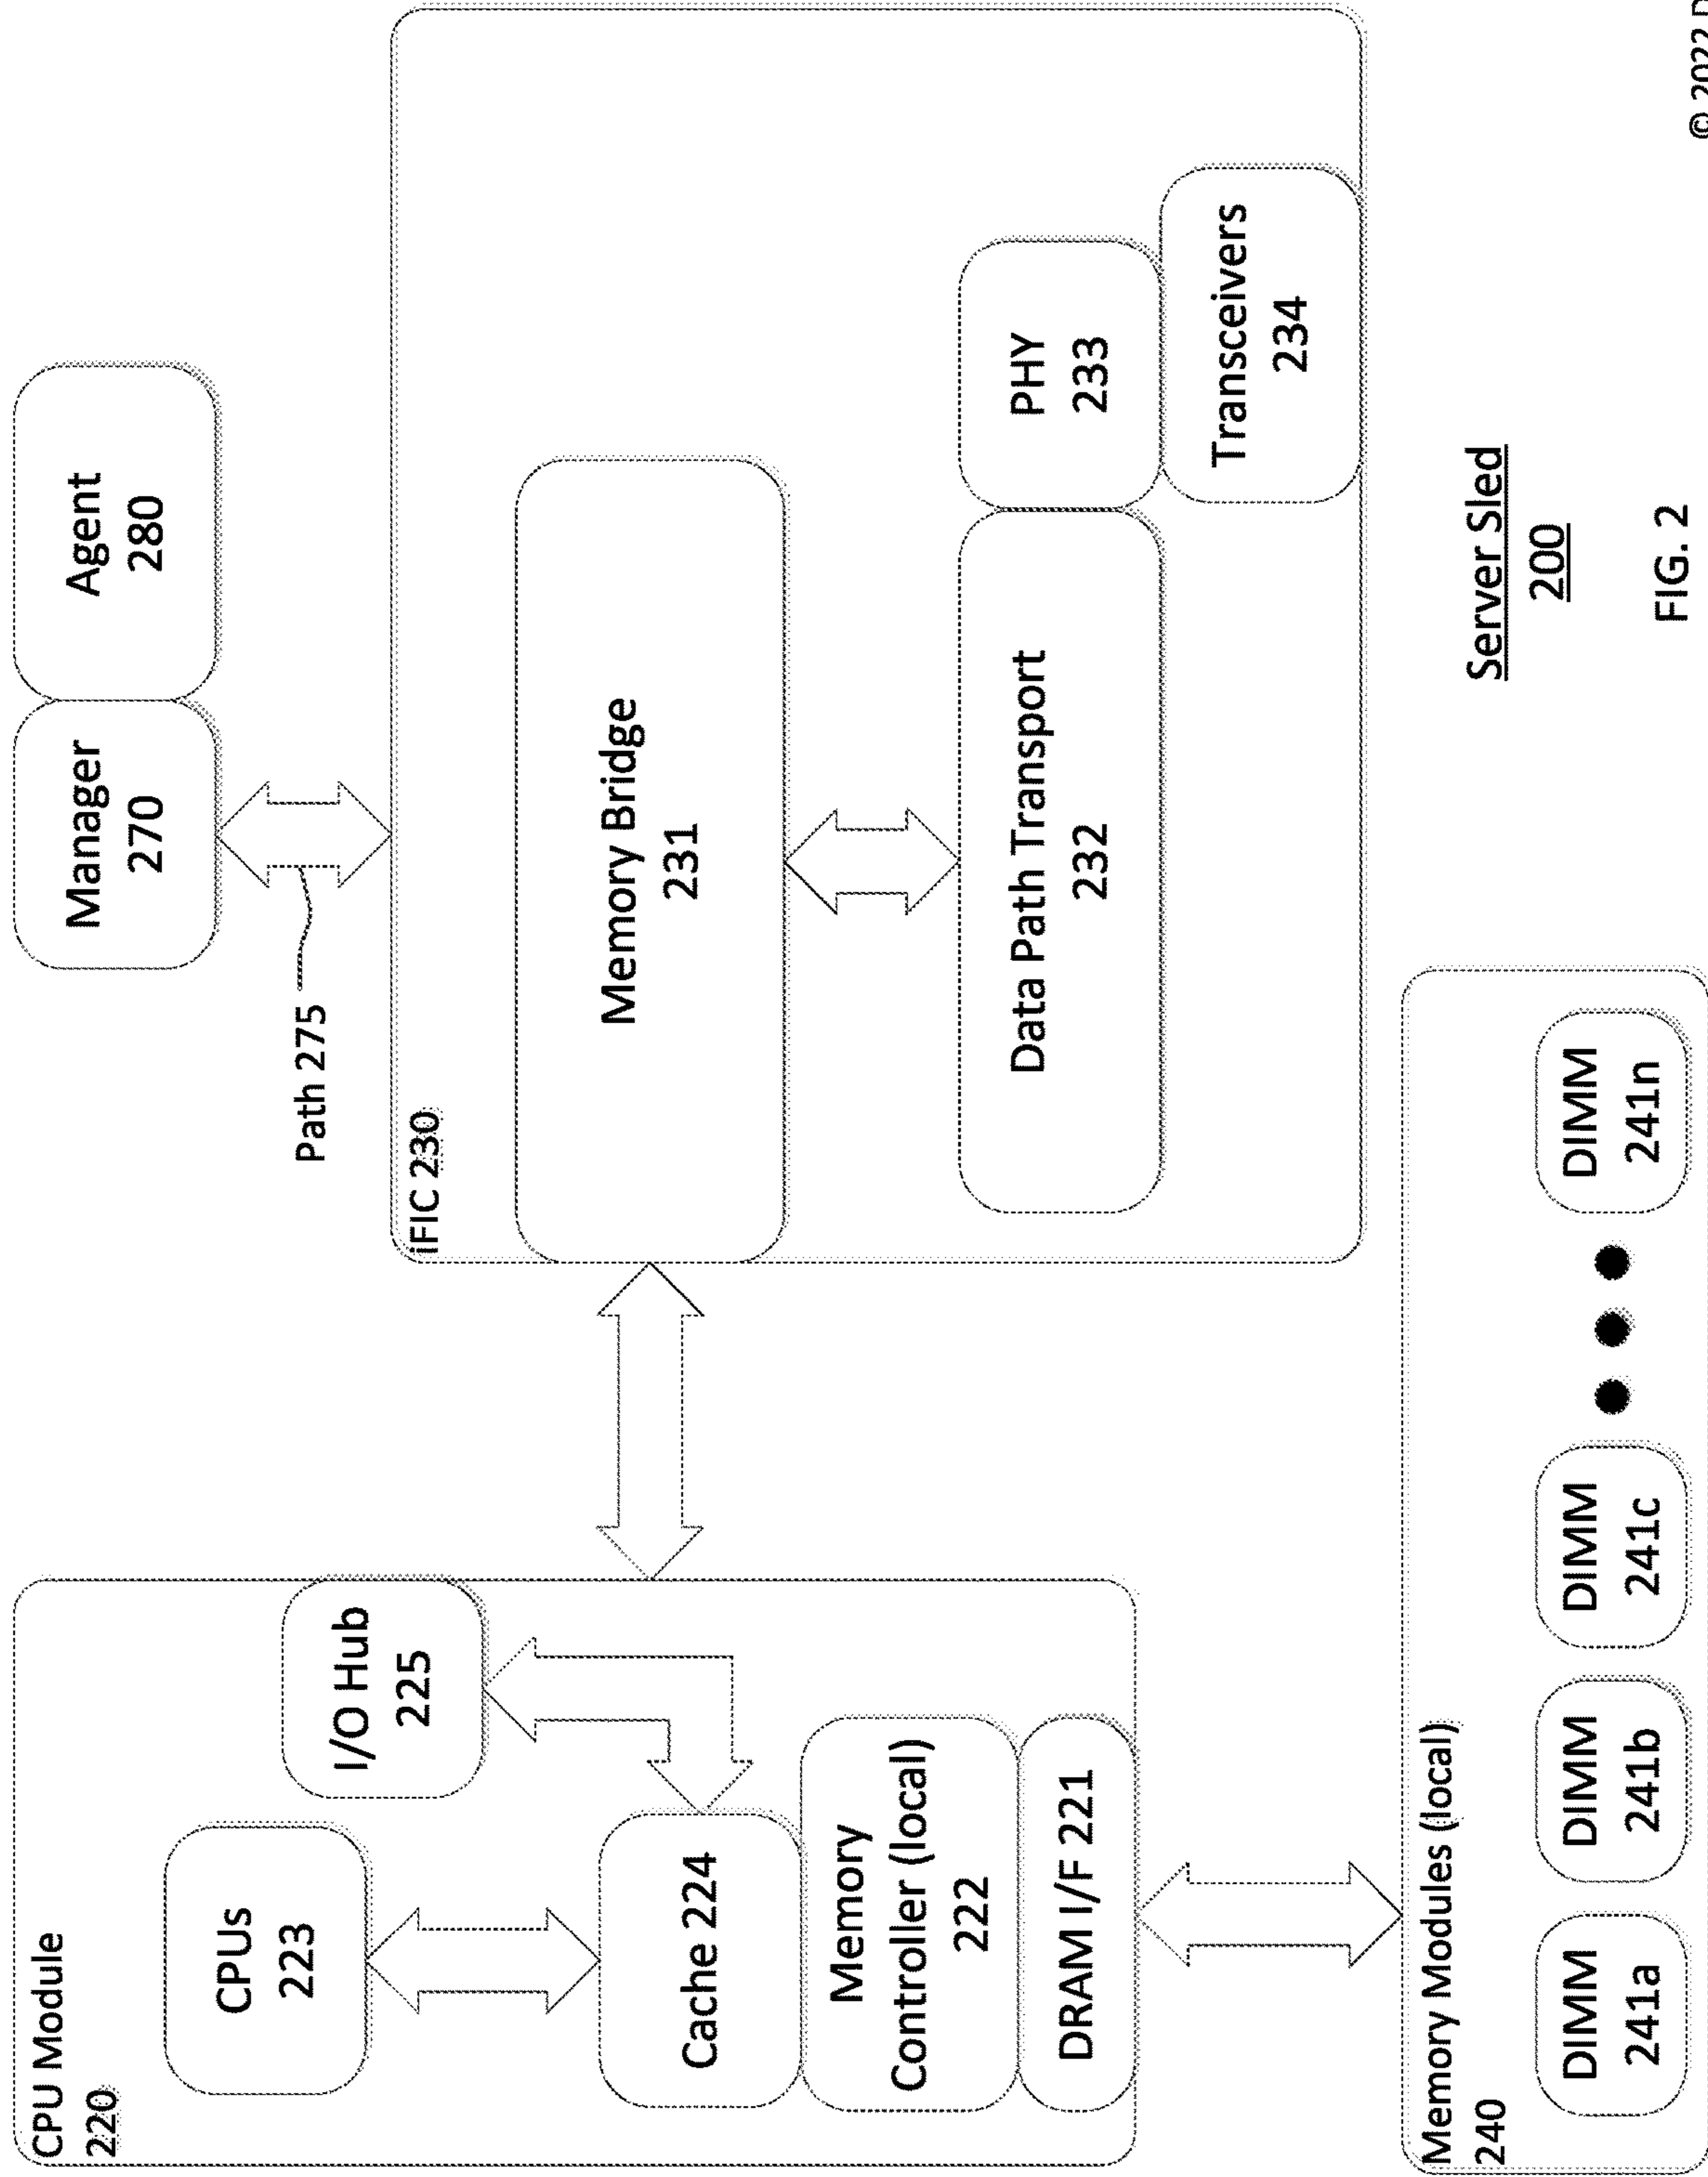 CPU Module
220
CPUs
223
I/O Hub
225
Cache 224
Memory
Controller (local)
222
DRAM I/F 221
Manager
270
Agent
280
Path 275
iFIC 230
Memory Bridge
231
Data Path Transport
232
PHY
233
Transceivers
234
Memory Modules (local)
240
DIMM
241a
DIMM
241b
DIMM
241c
DIMM
241n
Server Sled
200
FIG. 2
© 2022